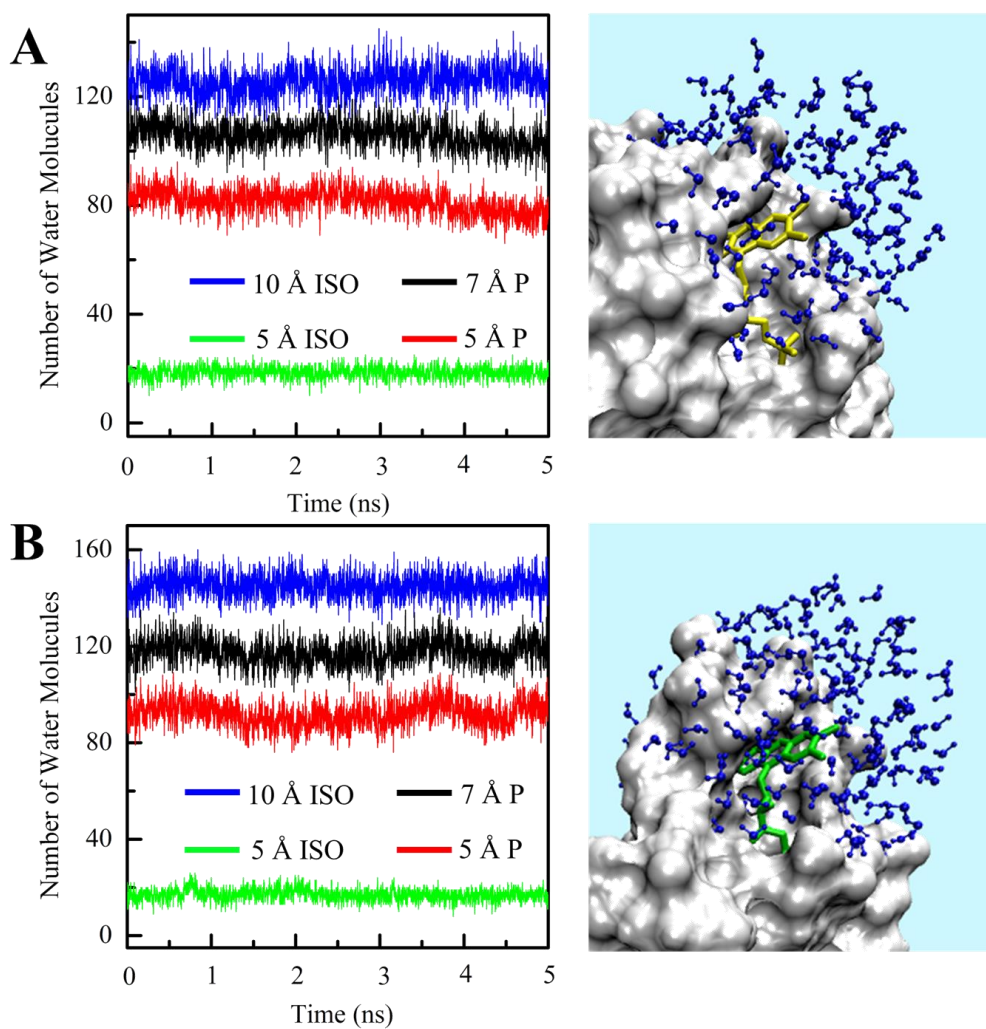 A
Number of Water Molucules
120
80
40
0
10 Å ISO
7 Å P
5 Å ISO
5 Å P
0 1 2 3 4 5
Time (ns)
B
Number of Water Molucules
160
120
80
40
0
10 Å ISO
7 Å P
5 Å ISO
5 Å P
0 1 2 3 4 5
Time (ns)